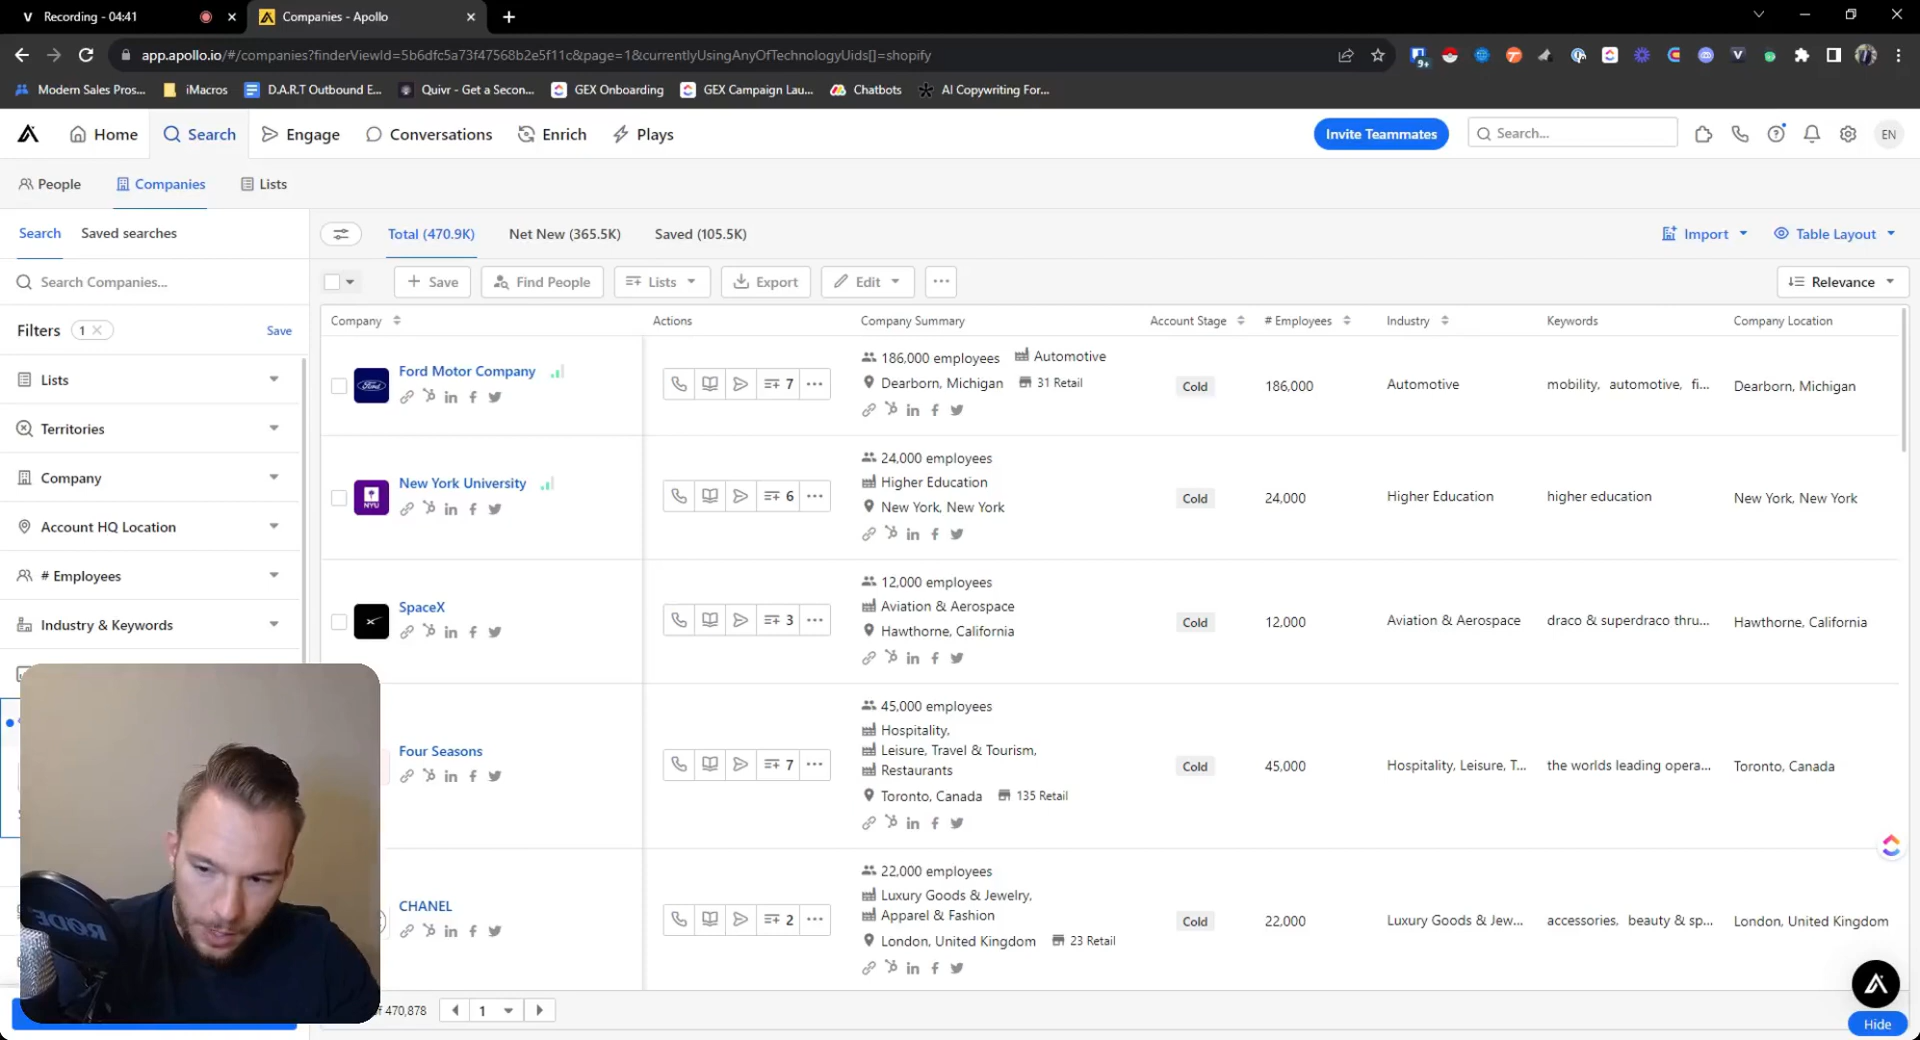 V Recording - 04:41
Companies - Apollo
app.apollo.io/#/companies?finderViewId=5b6dfc5a73f47568b2e5f11c&page=1&currentlyUsingAnyOfTechnologyUids[]=shopify
9+
V
Modern Sales Pros...
iMacros
D.A.R.T Outbound E...
Quivr - Get a Secon...
GEX Onboarding
GEX Campaign Lau...
Chatbots
AI Copywriting For...
Home
Search
Engage
Conversations
Enrich
Plays
Invite Teammates
Search...
EN
People
Companies
Lists
Search
Saved searches
Total (470.9K)
Net New (365.5K)
Saved (105.5K)
Import
Table Layout
Search Companies...
Save
Find People
Lists
Export
Edit
Relevance
Filters 1
Save
Company
Actions
Company Summary
Account Stage
# Employees
Industry
Keywords
Company Location
Lists
Territories
Company
Account HQ Location
# Employees
Industry & Keywords
Ford
Ford Motor Company
7
186,000 employees Automotive
Dearborn, Michigan 31 Retail
Cold
186,000
Automotive
mobility, automotive, fi...
Dearborn, Michigan
NYU
New York University
6
24,000 employees
Higher Education
New York, New York
Cold
24,000
Higher Education
higher education
New York, New York
SpaceX
3
12,000 employees
Aviation & Aerospace
Hawthorne, California
Cold
12,000
Aviation & Aerospace
draco & superdraco thru...
Hawthorne, California
Four Seasons
7
45,000 employees
Hospitality,
Leisure, Travel & Tourism,
Restaurants
Toronto, Canada 135 Retail
Cold
45,000
Hospitality, Leisure, T...
the worlds leading opera...
Toronto, Canada
CHANEL
2
22,000 employees
Luxury Goods & Jewelry,
Apparel & Fashion
London, United Kingdom 23 Retail
Cold
22,000
Luxury Goods & Jew...
accessories, beauty & sp...
London, United Kingdom
RØDE
470,878
1
Hide